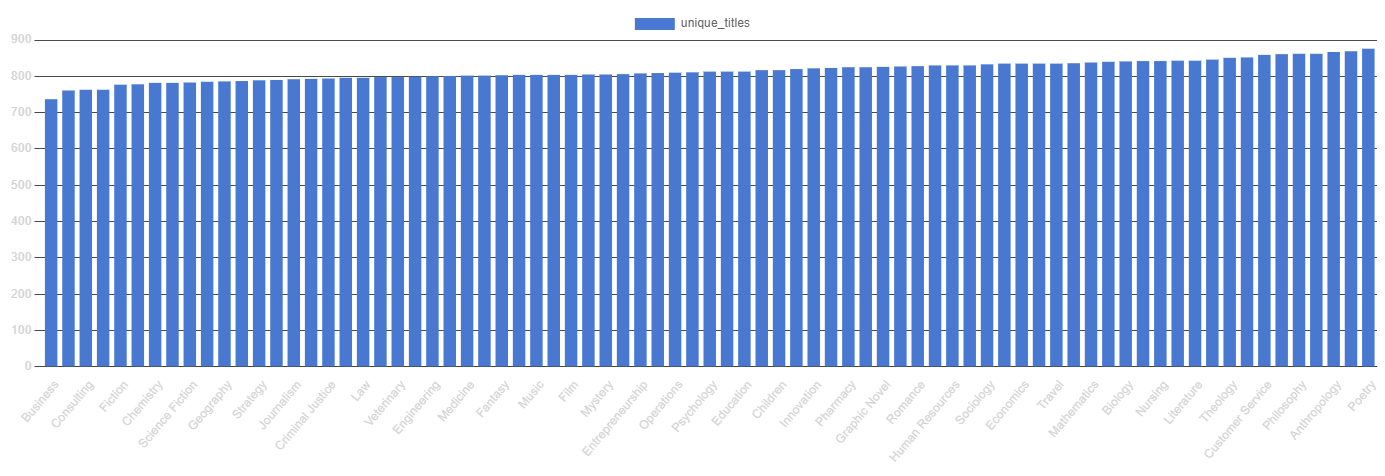 unique_titles
900
800
700
600
500
400
300
200
100
0
Business
Consulting
Fiction
Chemistry
Science Fiction
Geography
Strategy
Journalism
Criminal Justice
Law
Veterinary
Engineering
Medicine
Fantasy
Music
Film
Mystery
Entrepreneurship
Operations
Psychology
Education
Children
Innovation
Pharmacy
Graphic Novel
Romance
Human Resources
Sociology
Economics
Travel
Mathematics
Biology
Nursing
Literature
Theology
Customer Service
Philosophy
Anthropology
Poetry